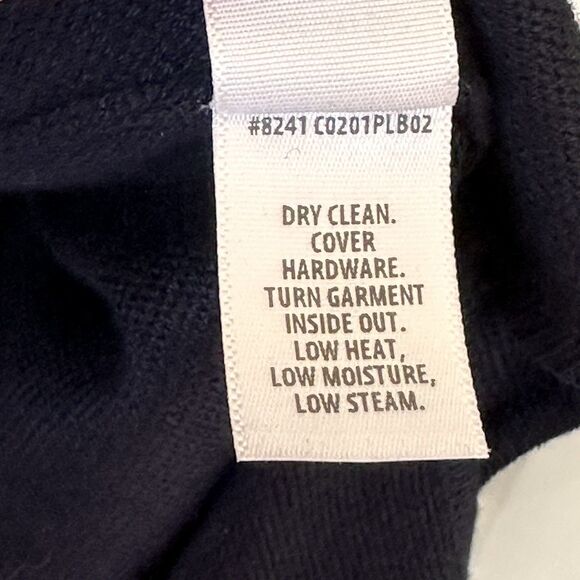 #8241 C0201PLB02
DRY CLEAN.
COVER
HARDWARE.
TURN GARMENT
INSIDE OUT.
LOW HEAT,
LOW MOISTURE,
LOW STEAM.